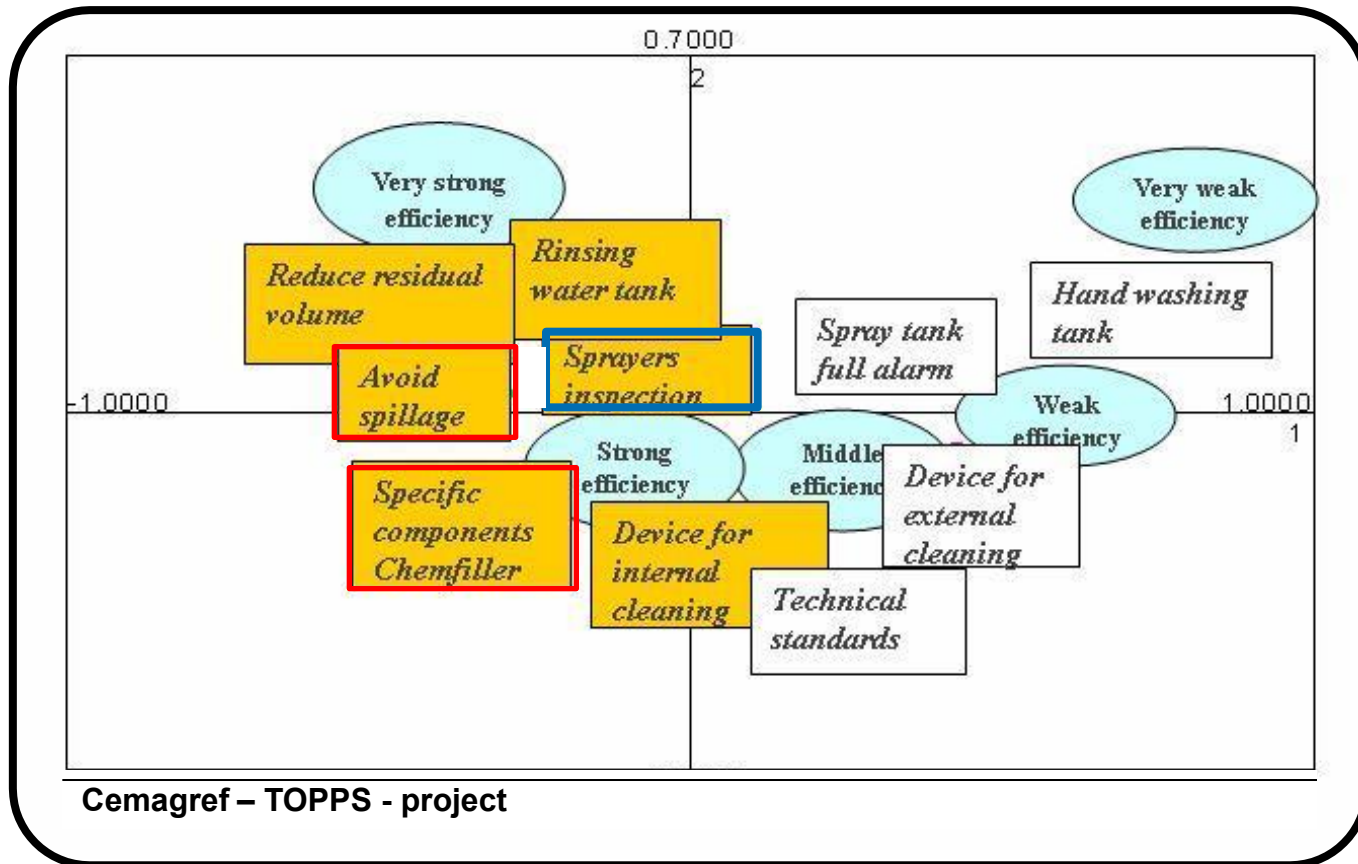 0.7000
2
Very strong
efficiency
Very weak
efficiency
Rinsing
water tank
Reduce residual
volume
Hand washing
tank
Spray tank
full alarm
Sprayers
inspection
Avoid
spillage
-1.0000
Weak
efficiency
1.0000
1
Strong
efficiency
Middle
efficienc
Device for
external
cleaning
Specific
components
Chemfiller
Device for
internal
cleaning
Technical
standards
Cemagref – TOPPS - project